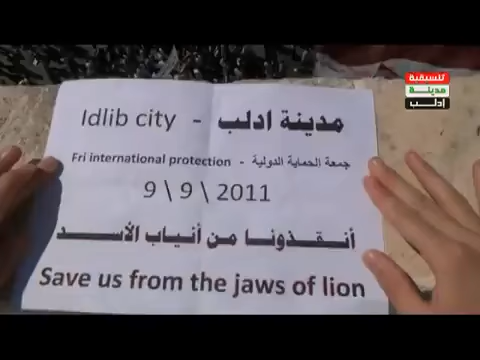 تنسيقية
مدينة
إدلب
Idlib city - مدينة ادلب
Fri international protection - جمعة الحماية الدولية
9 \ 9 \ 2011
أنقذونا من أنياب الأسد
Save us from the jaws of lion